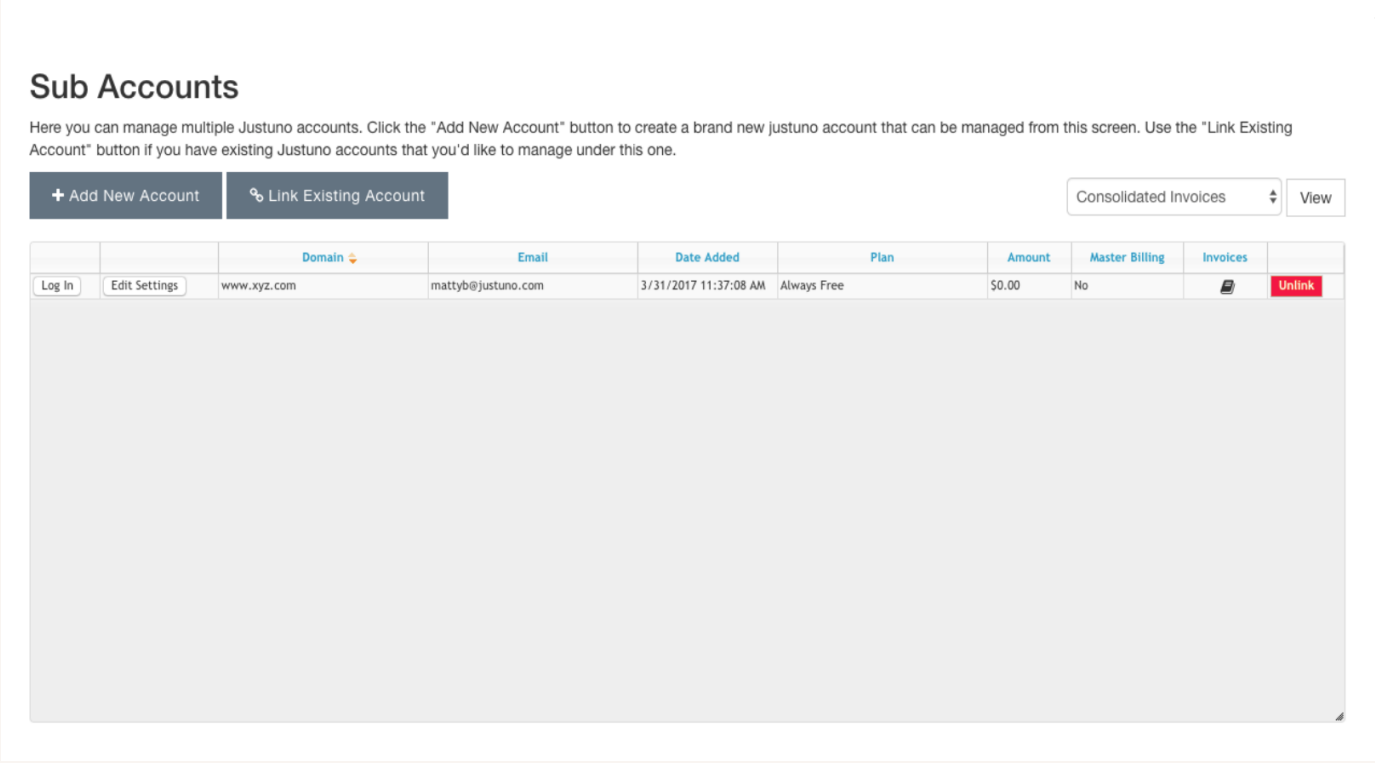 Sub Accounts
Here you can manage multiple Justuno accounts. Click the "Add New Account" button to create a brand new justuno account that can be managed from this screen. Use the "Link Existing
Account" button if you have existing Justuno accounts that you'd like to manage under this one.
Add New Account Link Existing Account Consolidated Invoices View
Domain Email Date Added Plan Amount Master Billing Invoices
Log In Edit Settings www.xyz.com mattyb@justuno.com 3/31/2017 11:37:08 AM Always Free $0.00 No Unlink